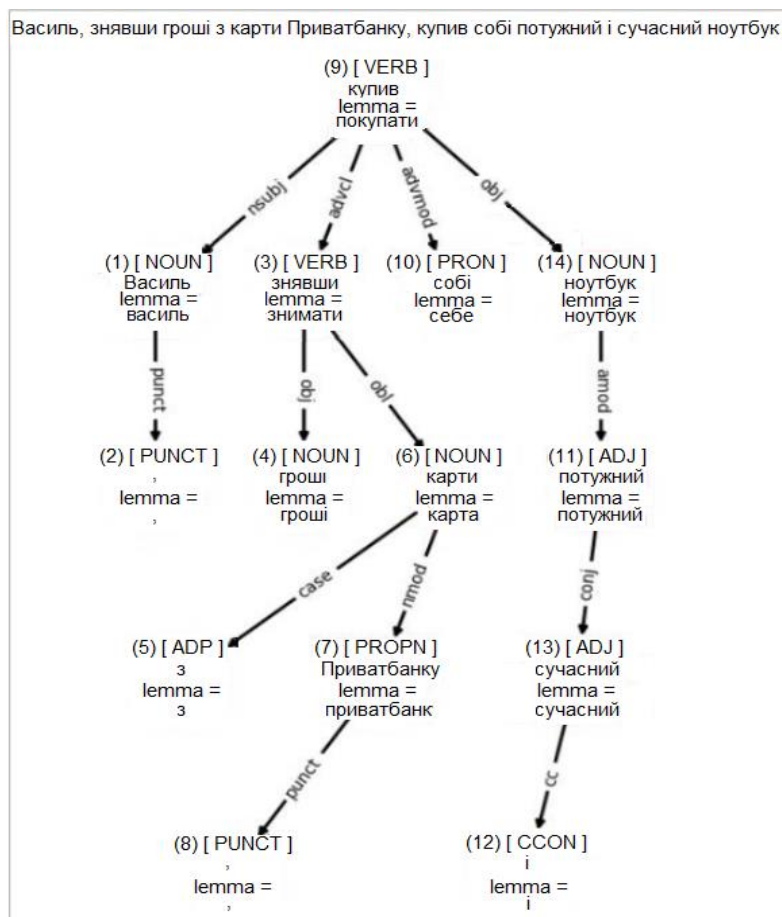 Василь, знявши гроші з карти Приватбанку, купив собі потужний і сучасний ноутбук
(9) [ VERB ]
купив
lemma =
покупати
nsubj
advcl
advmod
obj
(1) [ NOUN ]
Василь
lemma =
василь
(3) [ VERB ]
знявши
lemma =
знимати
(10) [ PRON ]
собі
lemma =
себе
(14) [ NOUN ]
ноутбук
lemma =
ноутбук
punct
obj
obl
amod
(2) [ PUNCT ]
,
lemma =
,
(4) [ NOUN ]
гроші
lemma =
гроші
(6) [ NOUN ]
карти
lemma =
карта
(11) [ ADJ ]
потужний
lemma =
потужний
case
nmod
conj
(5) [ ADP ]
з
lemma =
з
(7) [ PROPN ]
Приватбанку
lemma =
приватбанк
(13) [ ADJ ]
сучасний
lemma =
сучасний
punct
cc
(8) [ PUNCT ]
,
lemma =
,
(12) [ CCON ]
і
lemma =
і